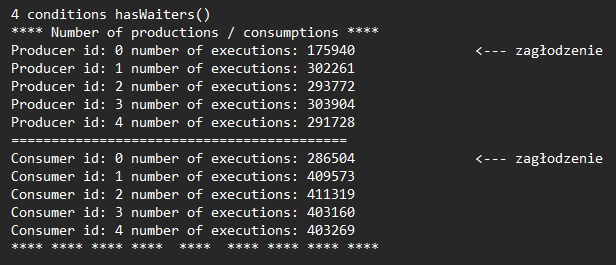 4 conditions hasWaiters()
**** Number of productions / consumptions ****
Producer id: 0 number of executions: 175940 <--- zagłodzenie
Producer id: 1 number of executions: 302261
Producer id: 2 number of executions: 293772
Producer id: 3 number of executions: 303904
Producer id: 4 number of executions: 291728
==========================================
Consumer id: 0 number of executions: 286504 <--- zagłodzenie
Consumer id: 1 number of executions: 409573
Consumer id: 2 number of executions: 411319
Consumer id: 3 number of executions: 403160
Consumer id: 4 number of executions: 403269
**** **** **** ****  ****  **** **** **** ****